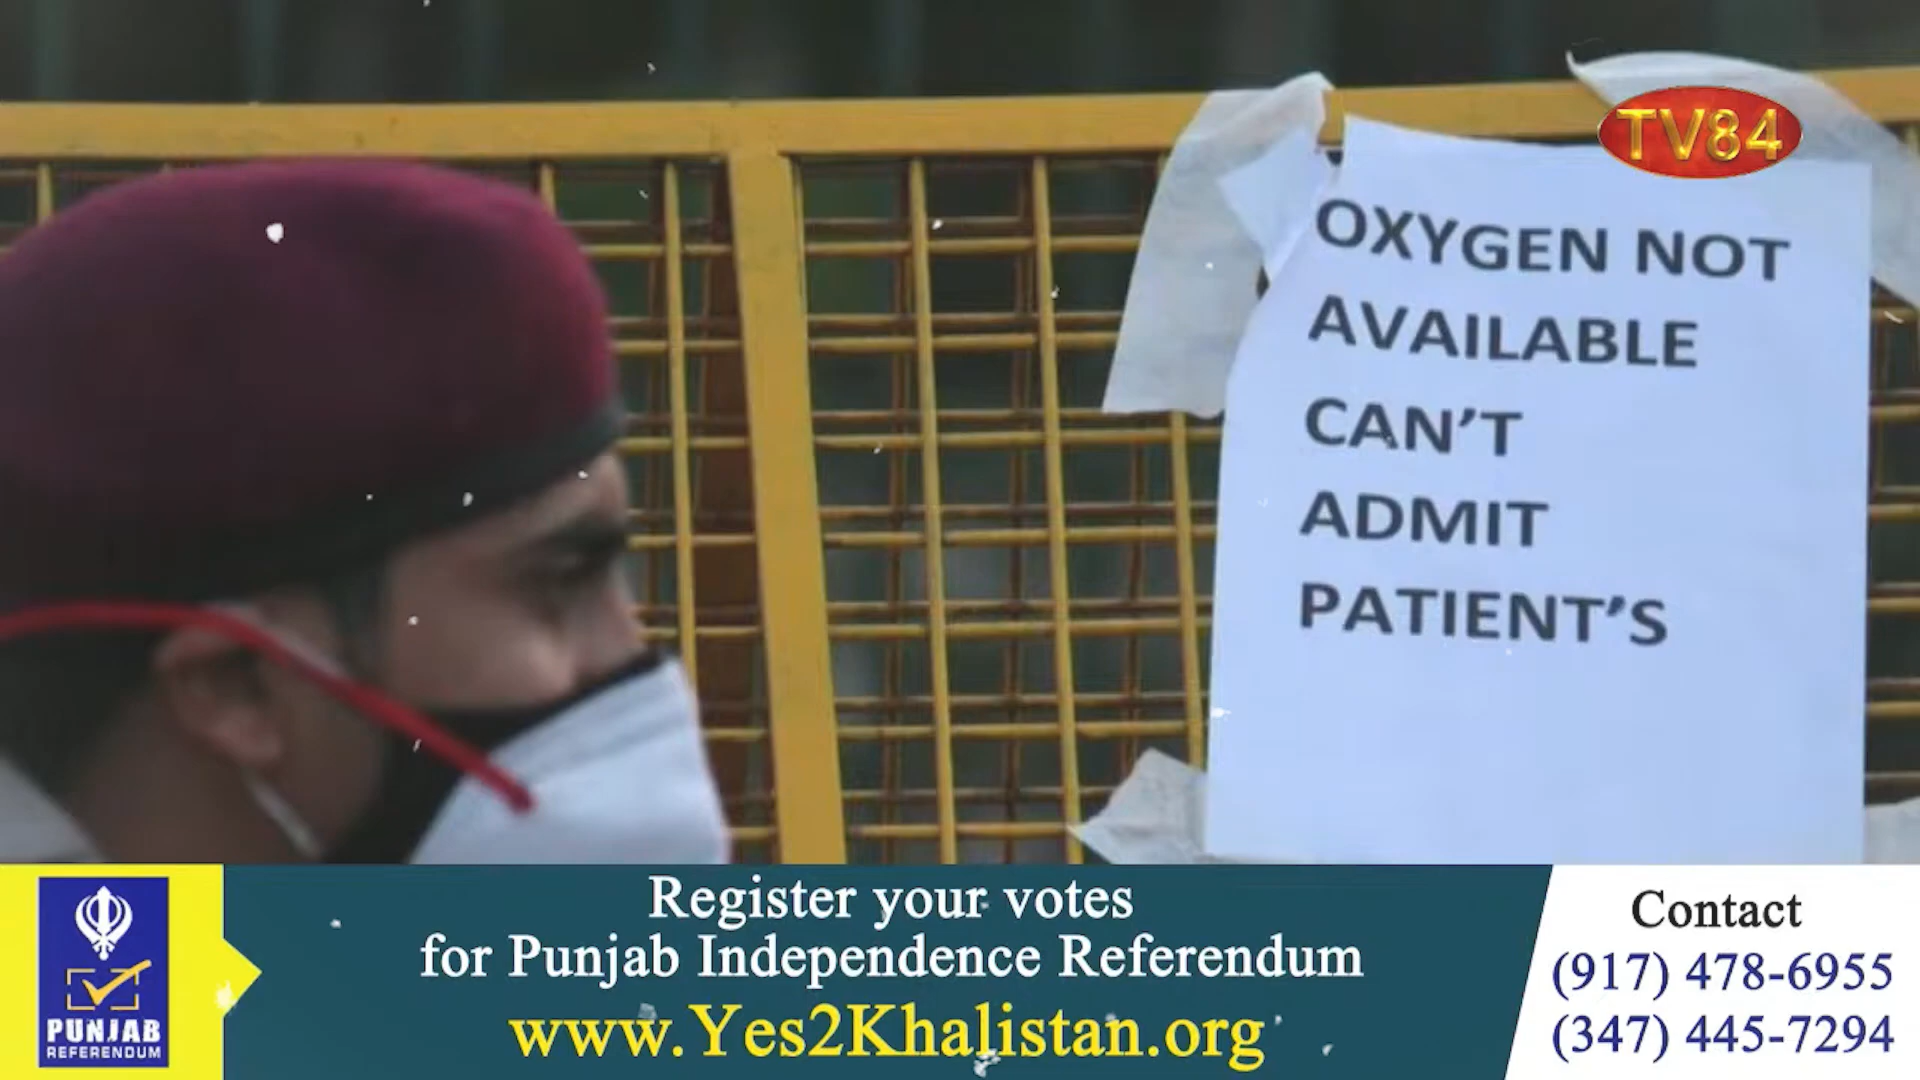 TV84
OXYGEN NOT
AVAILABLE
CAN'T
ADMIT
PATIENT'S
PUNJAB
REFERENDUM
Register your votes
for Punjab Independence Referendum
www.Yes2Khalistan.org
Contact
(917) 478-6955
(347) 445-7294